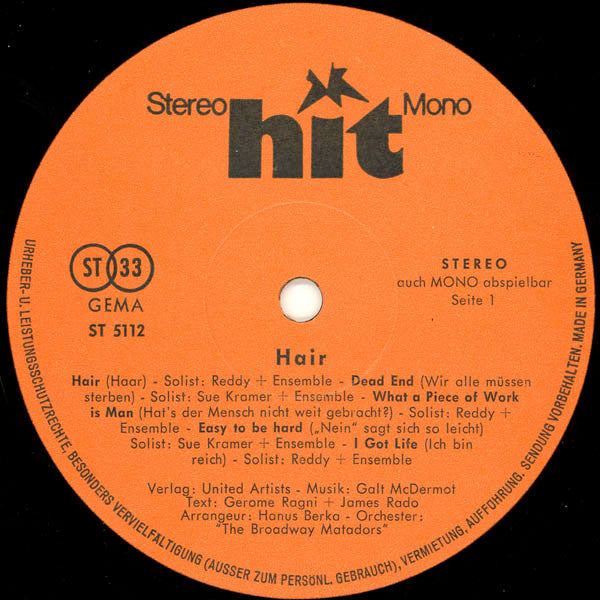 Stereo hit Mono
ST 33
GEMA
ST 5112
STEREO
auch MONO abspielbar
Seite 1
Hair
Hair (Haar) - Solist: Reddy + Ensemble - Dead End (Wir alle müssen
sterben) - Solist: Sue Kramer + Ensemble - What a Piece of Work
is Man (Hat's der Mensch nicht weit gebracht?) - Solist: Reddy +
Ensemble - Easy to be hard („Nein" sagt sich so leicht)
Solist: Sue Kramer + Ensemble - I Got Life (Ich bin
reich) - Solist: Reddy + Ensemble
Verlag: United Artists - Musik: Galt McDermot
Text: Gerome Ragni + James Rado
Arrangeur: Hanus Berka - Orchester:
"The Broadway Matadors"
URHEBER- U. LEISTUNGSSCHUTZRECHTE, BESONDERS VERVIELFÄLTIGUNG (AUSSER ZUM PERSÖNL. GEBRAUCH), VERMIETUNG, AUFFÜHRUNG, SENDUNG VORBEHALTEN. MADE IN GERMANY